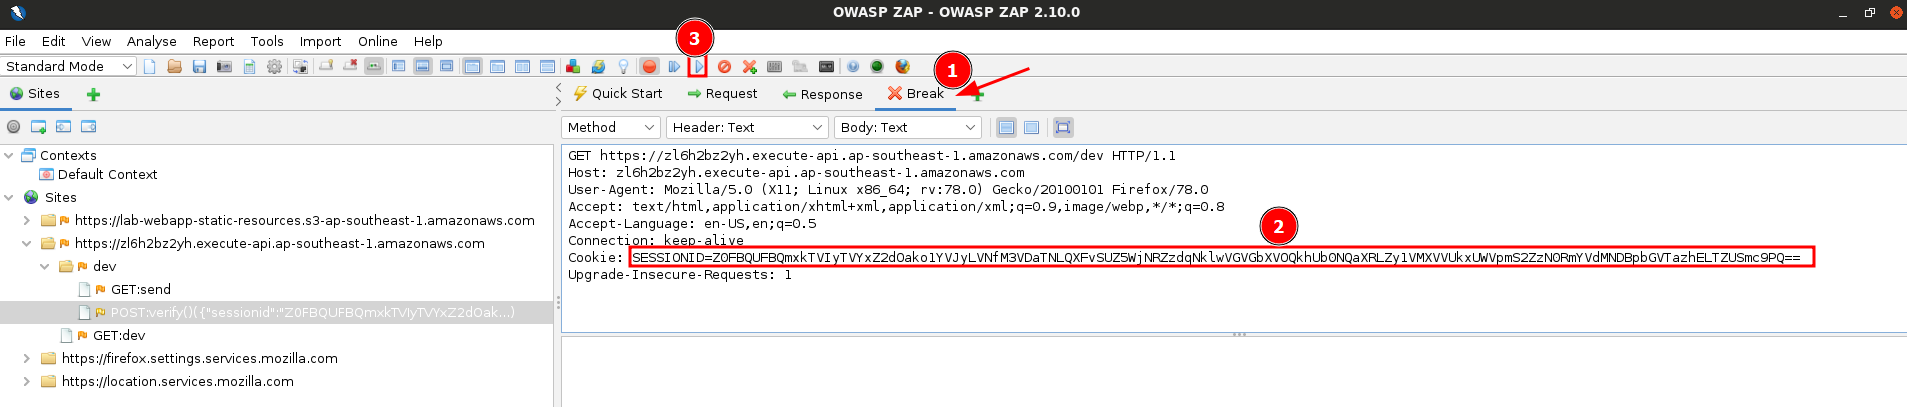 OWASP ZAP - OWASP ZAP 2.10.0
File Edit View Analyse Report Tools Import Online Help
3
Standard Mode
1
Sites
Quick Start Request Response Break
Method Header: Text Body: Text
Contexts
Default Context
Sites
https://lab-webapp-static-resources.s3-ap-southeast-1.amazonaws.com
https://zl6h2bz2yh.execute-api.ap-southeast-1.amazonaws.com
dev
GET:send
POST:verify()({"sessionid":"Z0FBQUFBQmxkTVIyTVYxZ2dOak...)
GET:dev
https://firefox.settings.services.mozilla.com
https://location.services.mozilla.com
GET https://zl6h2bz2yh.execute-api.ap-southeast-1.amazonaws.com/dev HTTP/1.1
Host: zl6h2bz2yh.execute-api.ap-southeast-1.amazonaws.com
User-Agent: Mozilla/5.0 (X11; Linux x86_64; rv:78.0) Gecko/20100101 Firefox/78.0
Accept: text/html,application/xhtml+xml,application/xml;q=0.9,image/webp,*/*;q=0.8
Accept-Language: en-US,en;q=0.5
2
Connection: keep-alive
Cookie: SESSIONID=Z0FBQUFBQmxkTVIyTVYxZ2dOako1YVJyLVNfM3VDaTNLQXFvSUZ5WjNRZzdqNklwVGVGbXVOQkhUb0NQaXRLZy1VMXVVUkxUWVpmS2ZzN0RmYVdMNDBpbGVTazhELTZUSmc9PQ==
Upgrade-Insecure-Requests: 1